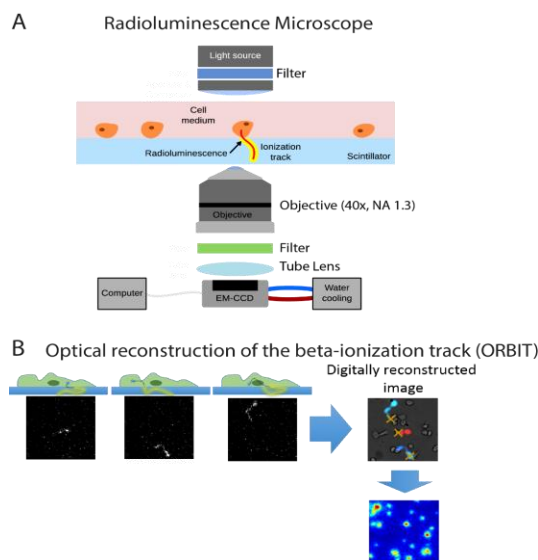 A
Radioluminescence Microscope
Light source
Filter
Cell
medium
Radioluminescence
Ionization
track
Scintillator
Objective
Objective (40x, NA 1.3)
Filter
Tube Lens
Computer
EM-CCD
Water
cooling
B
Optical reconstruction of the beta-ionization track (ORBIT)
Digitally reconstructed
image